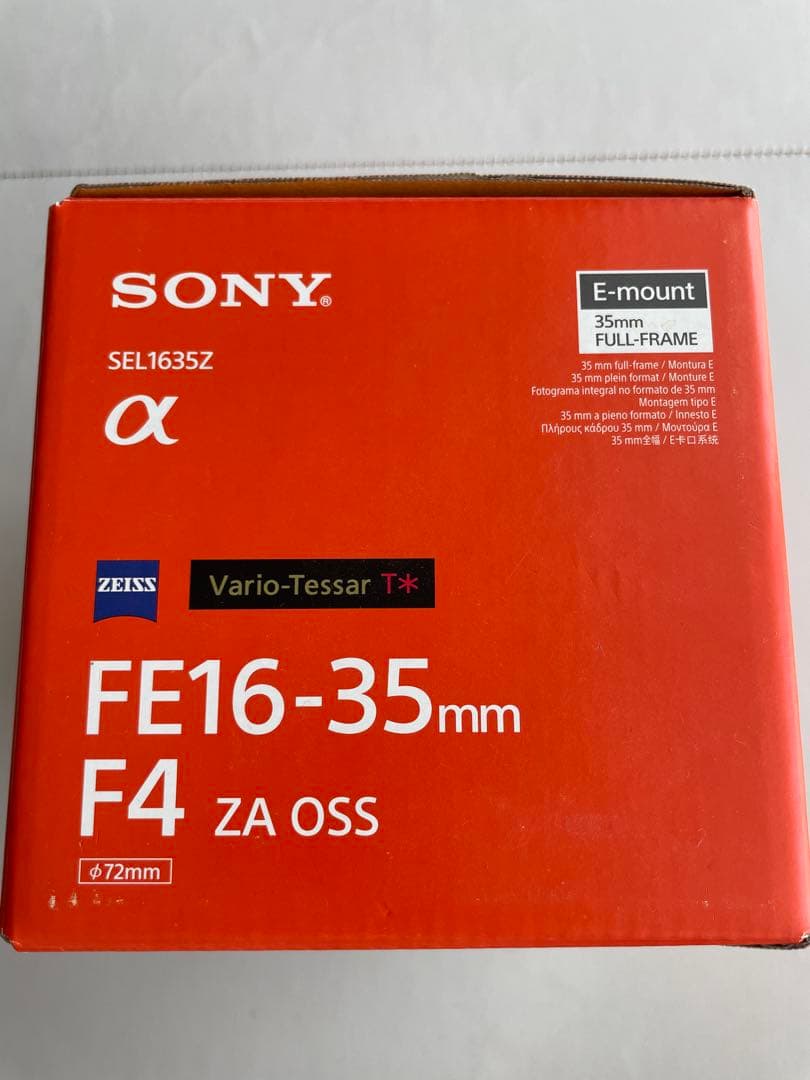 SONY®
SEL1635Z
α
E-mount
35mm
FULL-FRAME
35 mm full-frame / Montura E
35 mm plein format / Monture E
Fotograma integral no formato de 35 mm
Montagem tipo E
35 mm a pieno formato / Innesto E
Πλήρους κάδρου 35 mm / Μοντούρα E
35 mm全幅 / E卡口系统
ZEISS
Vario-Tessar T*
FE16-35mm
F4 ZA OSS
ϕ72mm